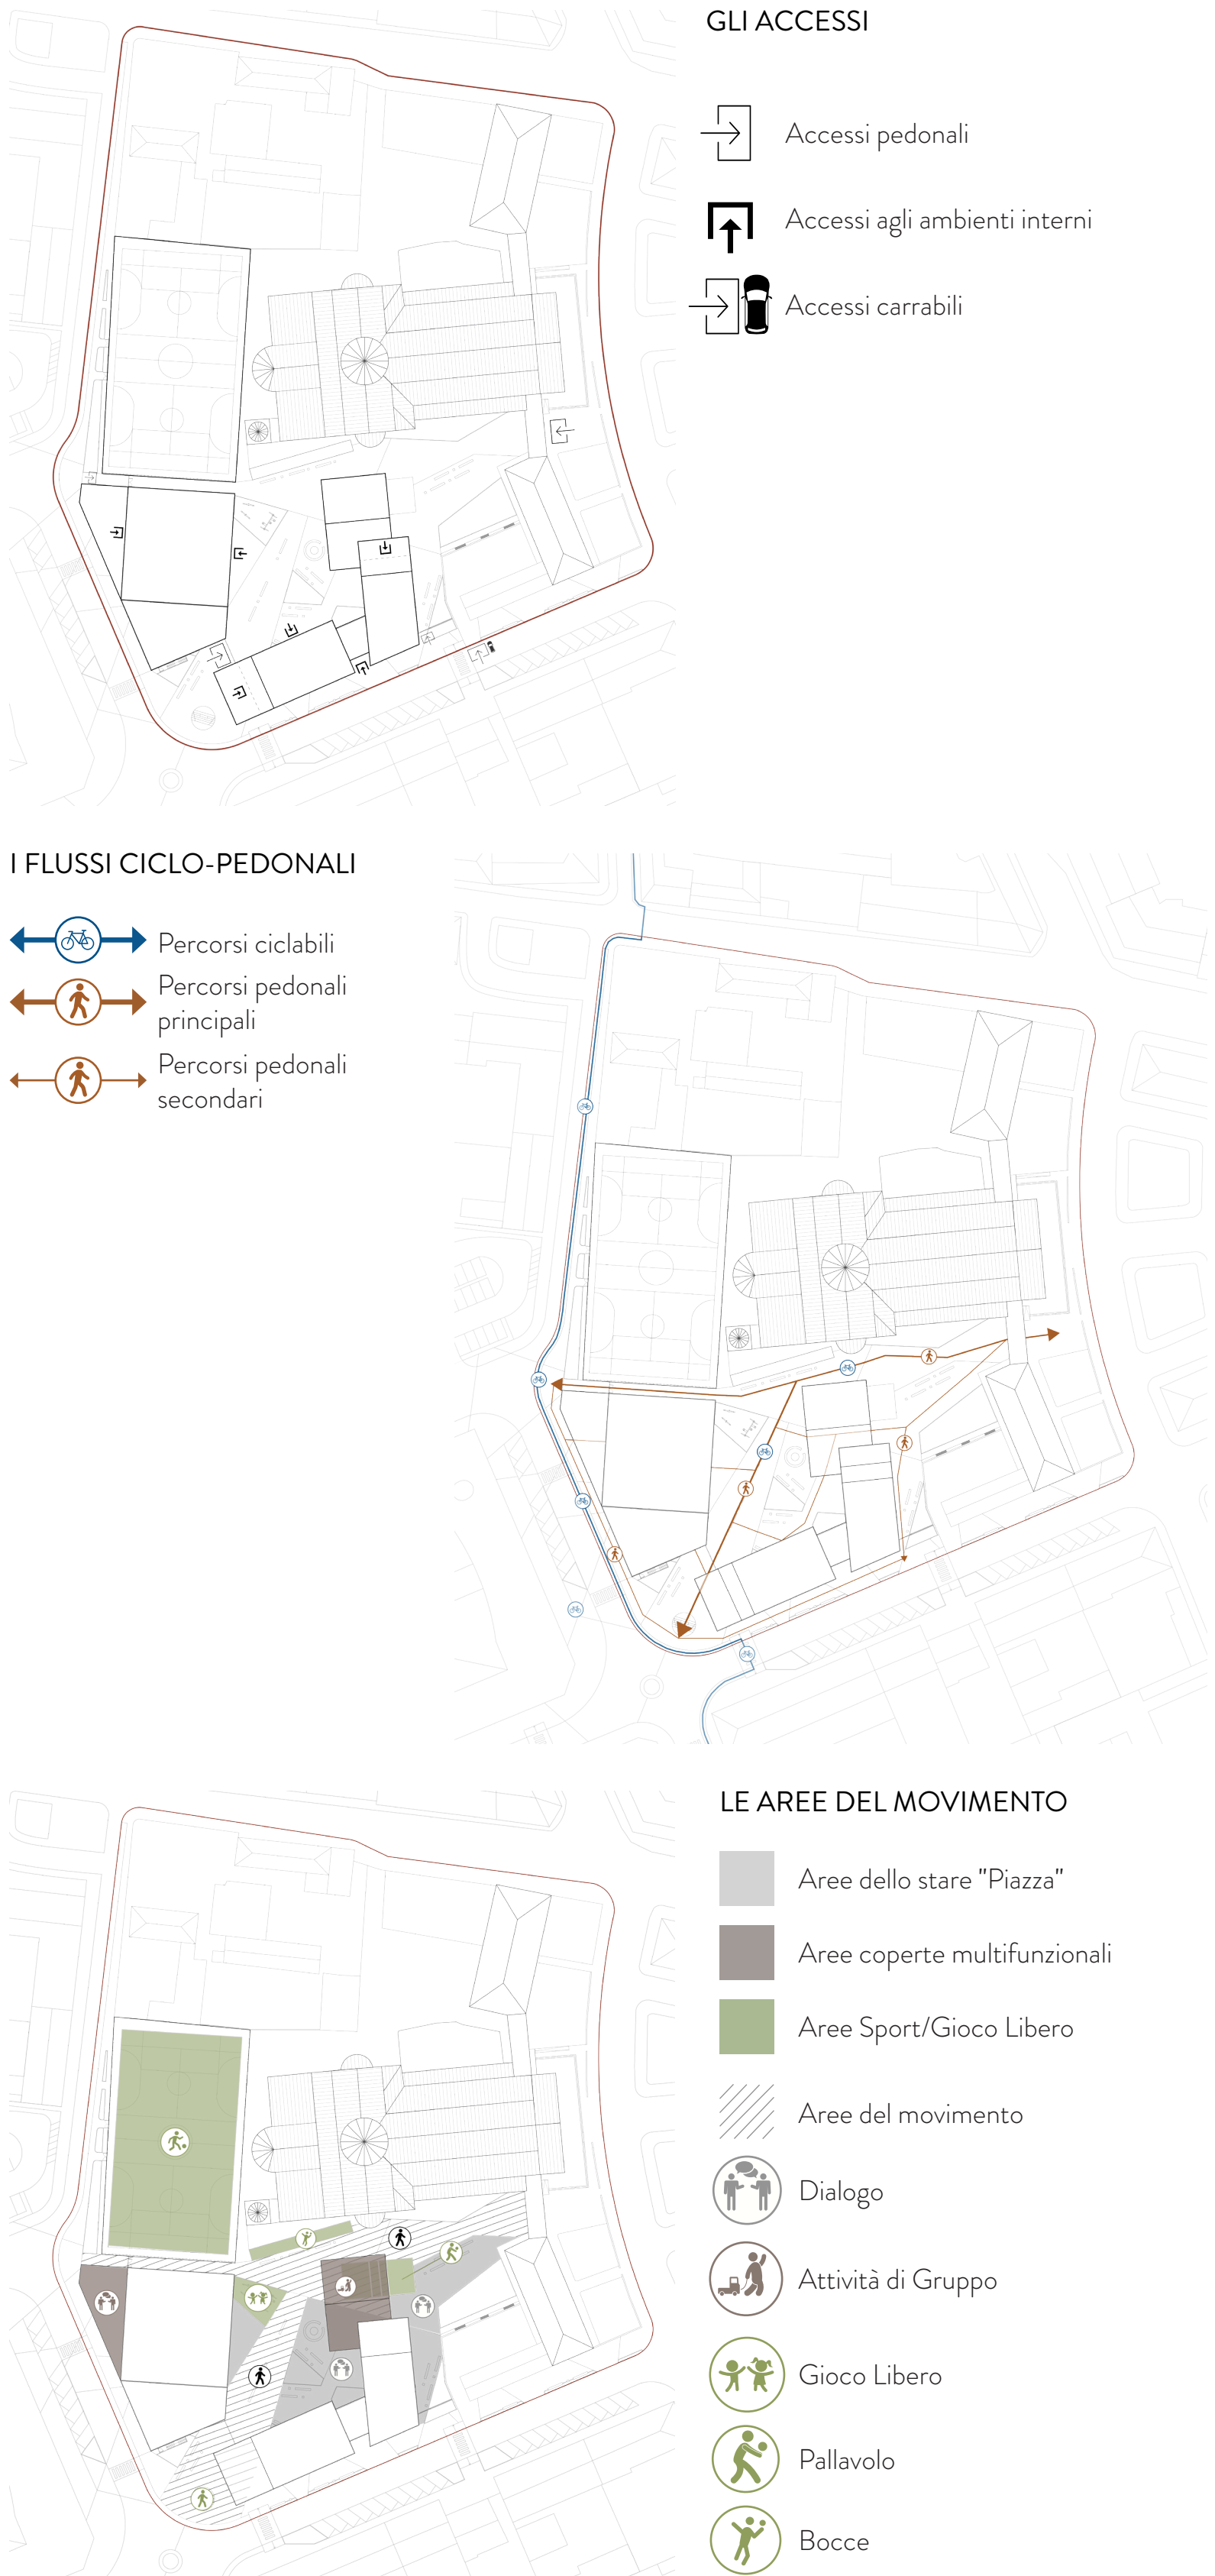 GLI ACCESSI
Accessi pedonali
Accessi agli ambienti interni
Accessi carrabili
I FLUSSI CICLO-PEDONALI
Percorsi ciclabili
Percorsi pedonali
principali
Percorsi pedonali
secondari
LE AREE DEL MOVIMENTO
Aree dello stare "Piazza"
Aree coperte multifunzionali
Aree Sport/Gioco Libero
Aree del movimento
Dialogo
Attività di Gruppo
Gioco Libero
Pallavolo
Bocce